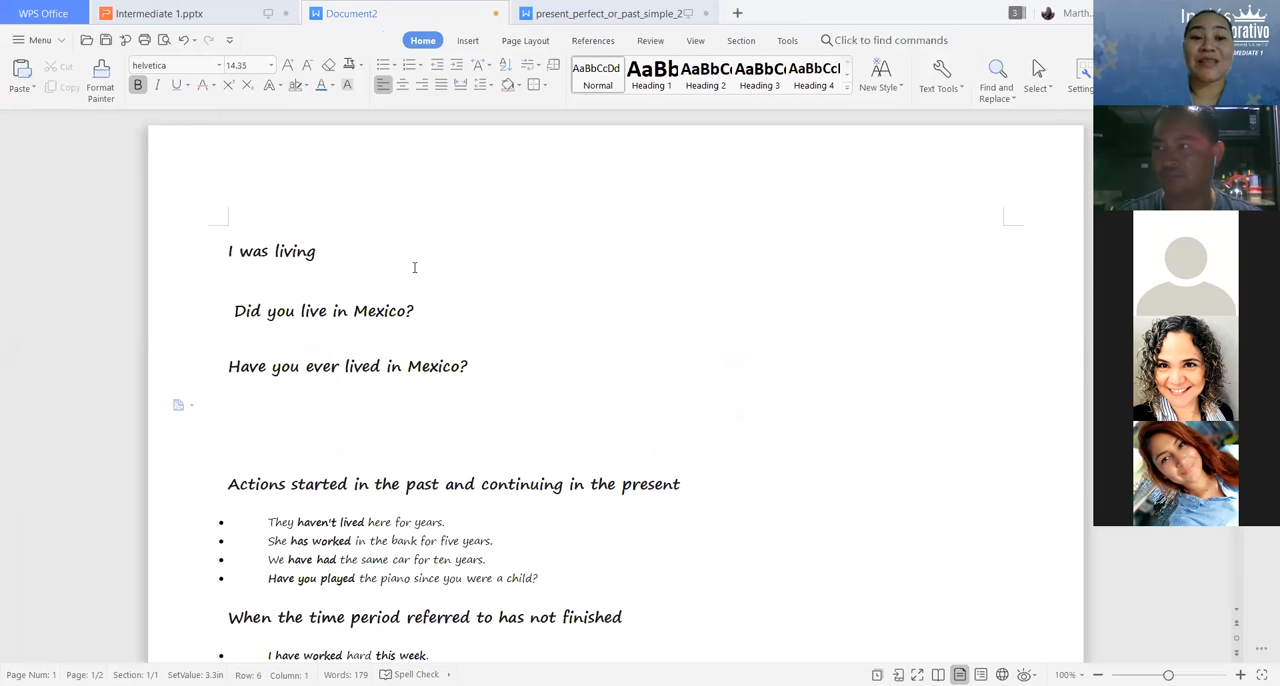 WPS Office
Intermediate 1.pptx
Document2
present_perfect_or_past_simple_2
3
Marth...
Menu
Home
Insert
Page Layout
References
Review
View
Section
Tools
Click to find commands
Paste
Cut
Copy
Format Painter
helvetica
14.35
AaBbCcDd
Normal
AaBb
Heading 1
AaBbC
Heading 2
AaBbC
Heading 3
AaBbCcI
Heading 4
New Style
Text Tools
Find and Replace
Select
Setting
I was living
Did you live in Mexico?
Have you ever lived in Mexico?
Actions started in the past and continuing in the present
They haven't lived here for years.
She has worked in the bank for five years.
We have had the same car for ten years.
Have you played the piano since you were a child?
When the time period referred to has not finished
I have worked hard this week.
Page Num: 1
Page: 1/2
Section: 1/1
SetValue: 3.3in
Row: 6
Column: 1
Words: 179
Spell Check
100%